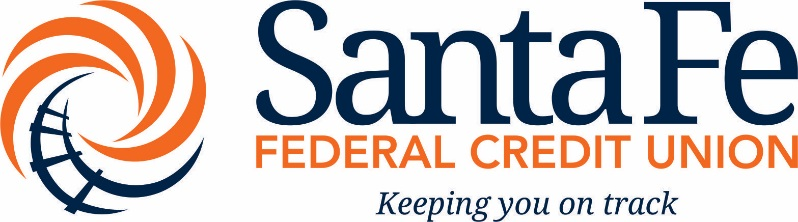 Santa Fe
FEDERAL CREDIT UNION
Keeping you on track